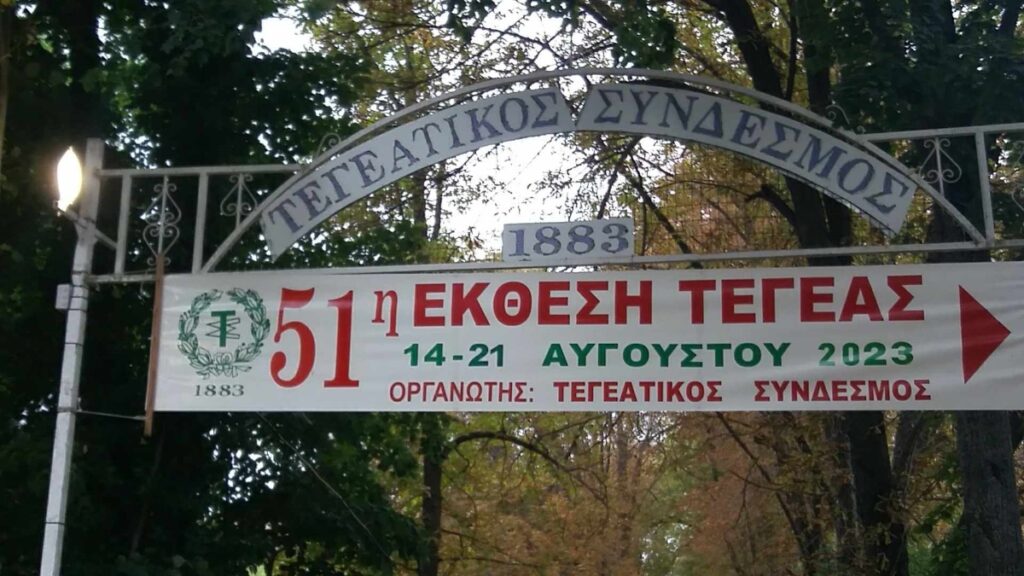 ΤΕΓΕΑΤΙΚΟΣ ΣΥΝΔΕΣΜΟΣ
1883
51η ΕΚΘΕΣΗ ΤΕΓΕΑΣ
14-21 ΑΥΓΟΥΣΤΟΥ 2023
ΟΡΓΑΝΩΤΗΣ: ΤΕΓΕΑΤΙΚΟΣ ΣΥΝΔΕΣΜΟΣ
1883